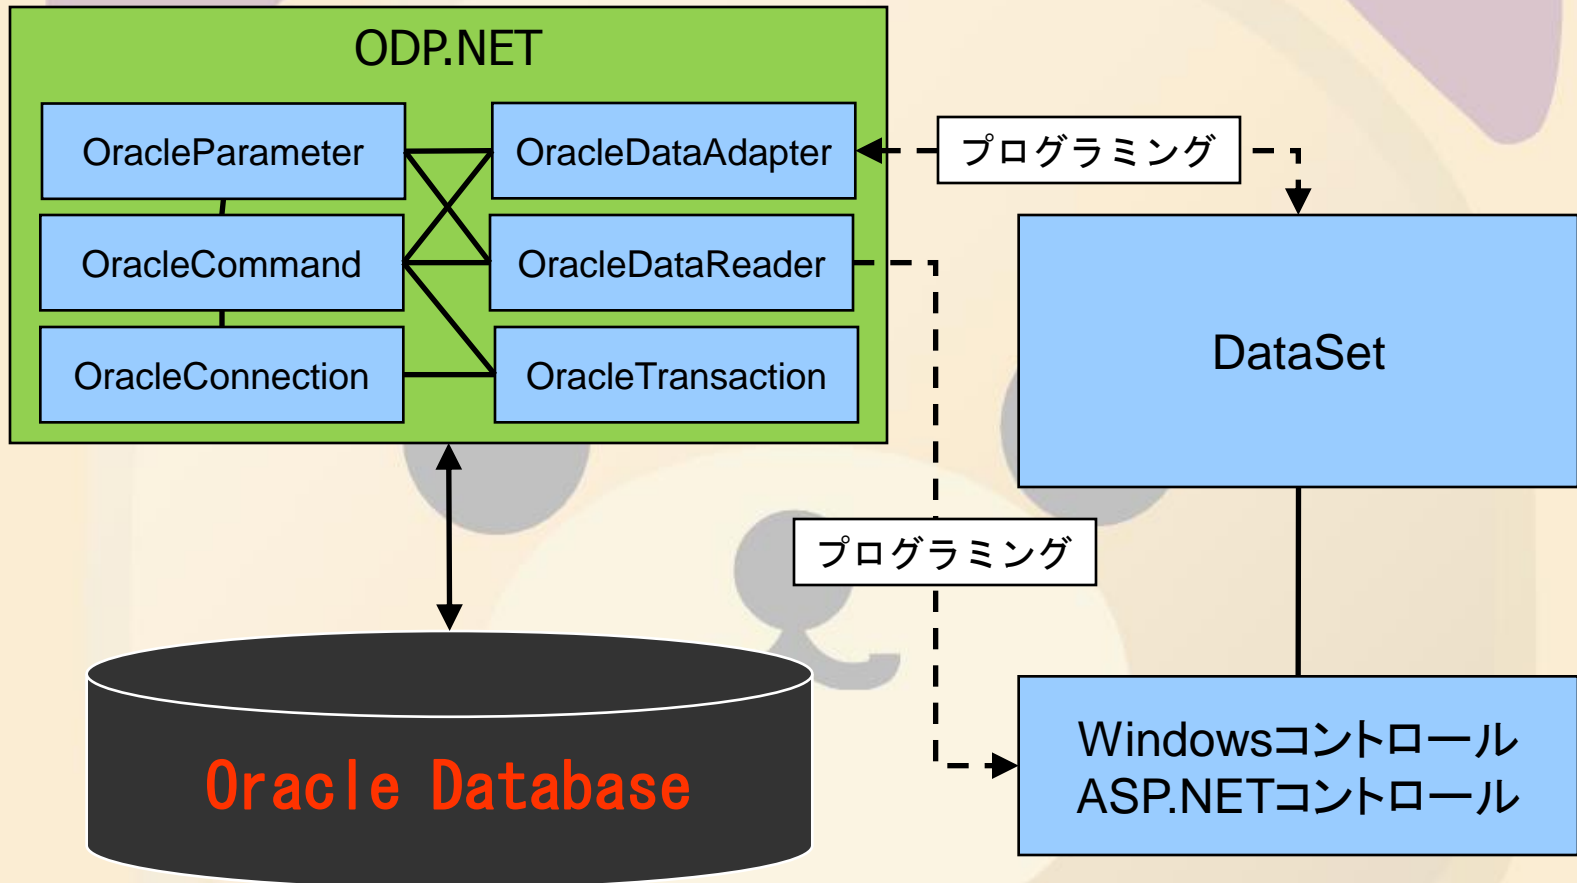 ODP.NET
OracleParameter
OracleDataAdapter
プログラミング
OracleCommand
OracleDataReader
OracleConnection
OracleTransaction
DataSet
プログラミング
Oracle Database
Windowsコントロール
ASP.NETコントロール